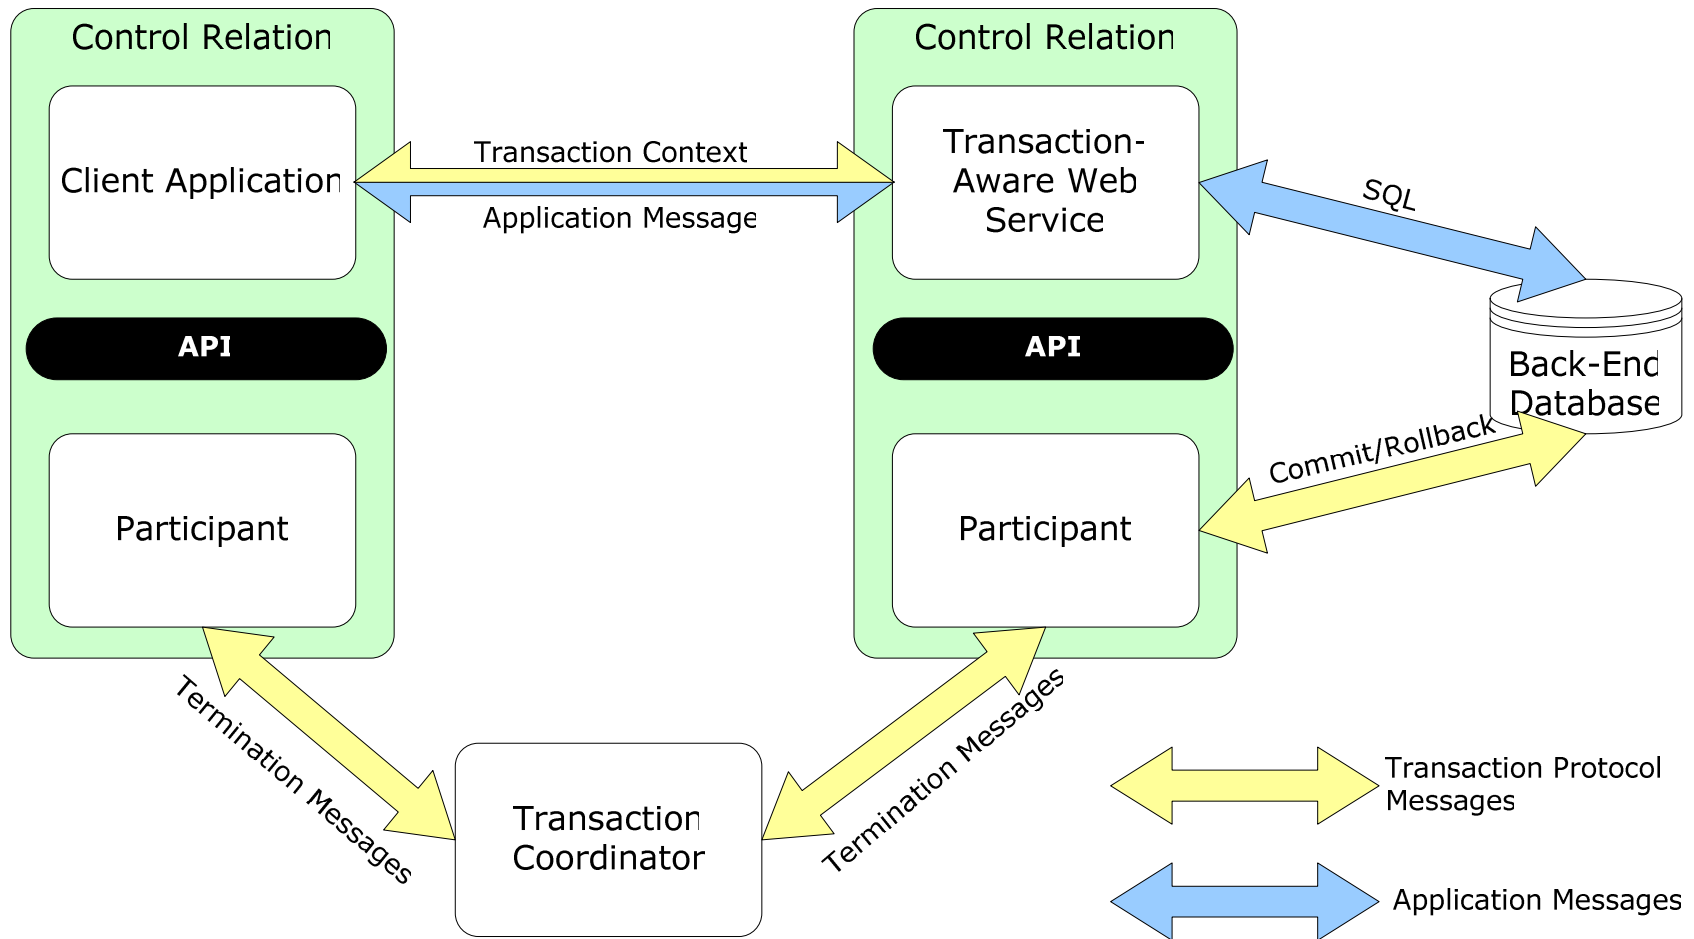 Control Relation
Control Relation
Client Application
Transaction Context
Application Message
Transaction-
Aware Web
Service
SQL
API
API
Back-End
Database
Commit/Rollback
Participant
Participant
Termination Messages
Termination Messages
Transaction
Coordinator
Transaction Protocol
Messages
Application Messages